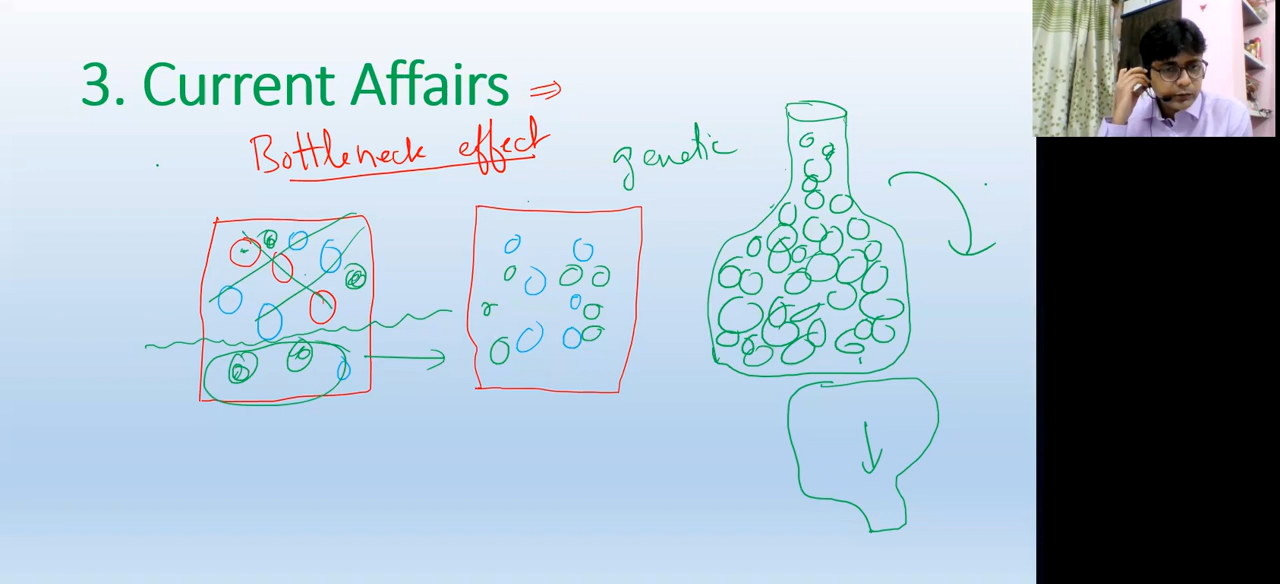 3. Current Affairs ⇒
Bottleneck effect
genetic